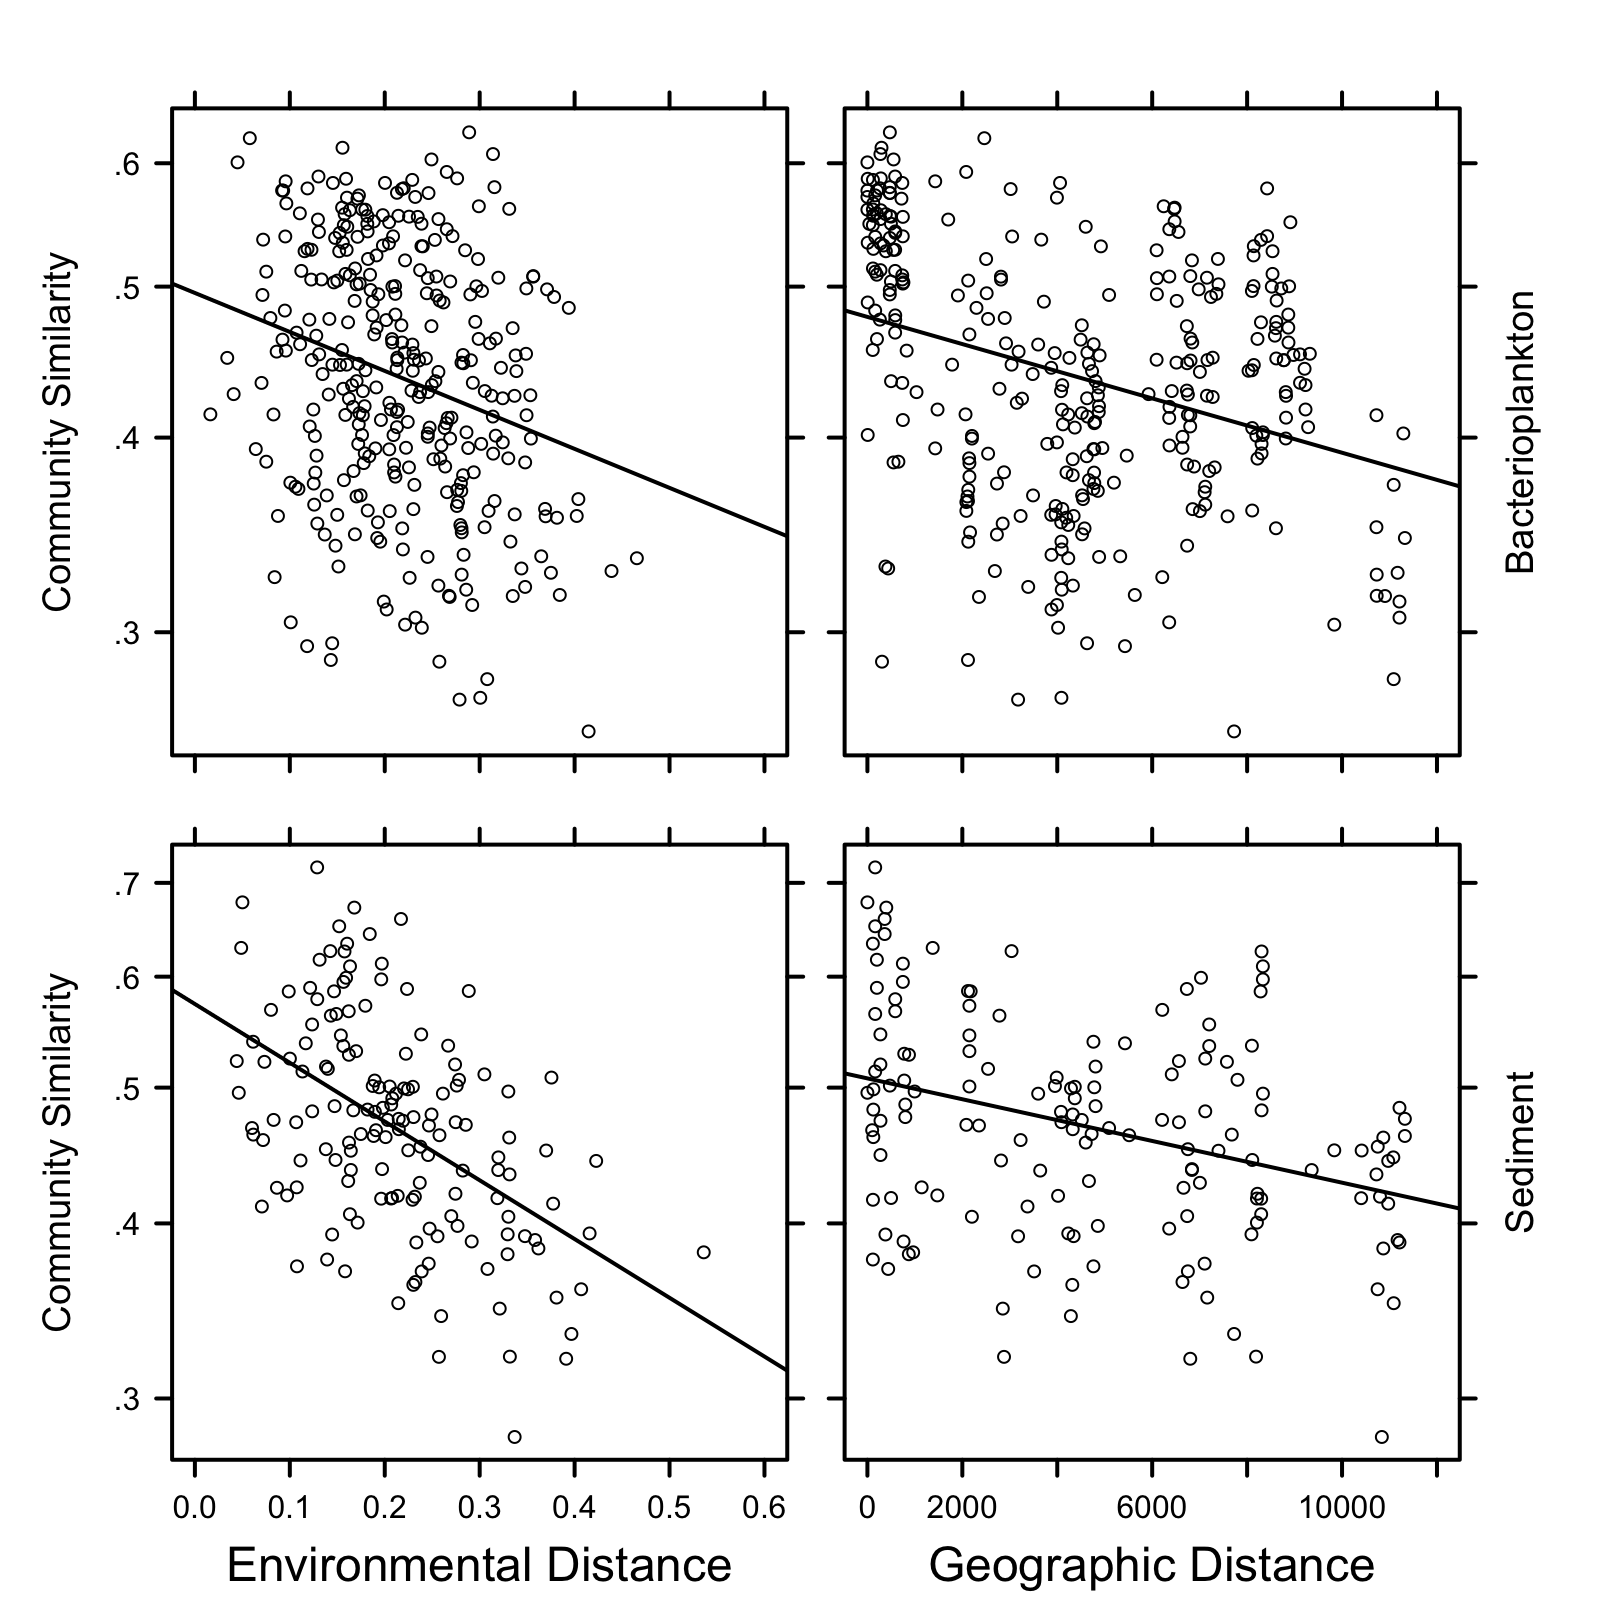 .6
.5
.4
.3
Community Similarity
Bacterioplankton
.7
.6
.5
.4
.3
Community Similarity
Sediment
0.0 0.1 0.2 0.3 0.4 0.5 0.6
0 2000 6000 10000
Environmental Distance
Geographic Distance